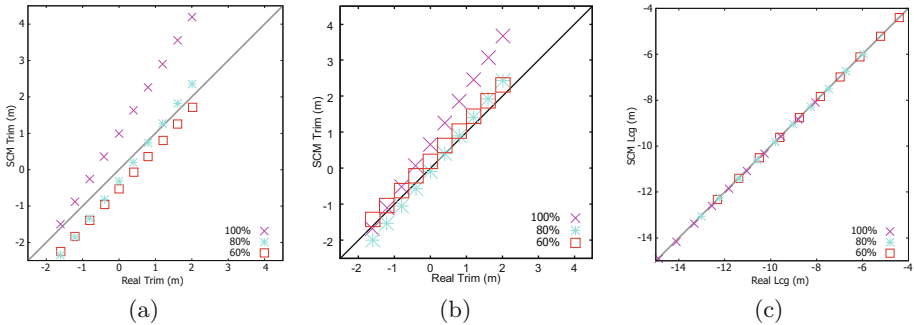 4
3
2
1
0
-1
-2
SCM Trim (m)
100%
80%
60%
-2 -1 0 1 2 3 4
Real Trim (m)
(a)
4
3
2
1
0
-1
-2
SCM Trim (m)
100%
80%
60%
-2 -1 0 1 2 3 4
Real Trim (m)
(b)
-4
-6
-8
-10
-12
-14
SCM Lcg (m)
100%
80%
60%
-14 -12 -10 -8 -6 -4
Real Lcg (m)
(c)